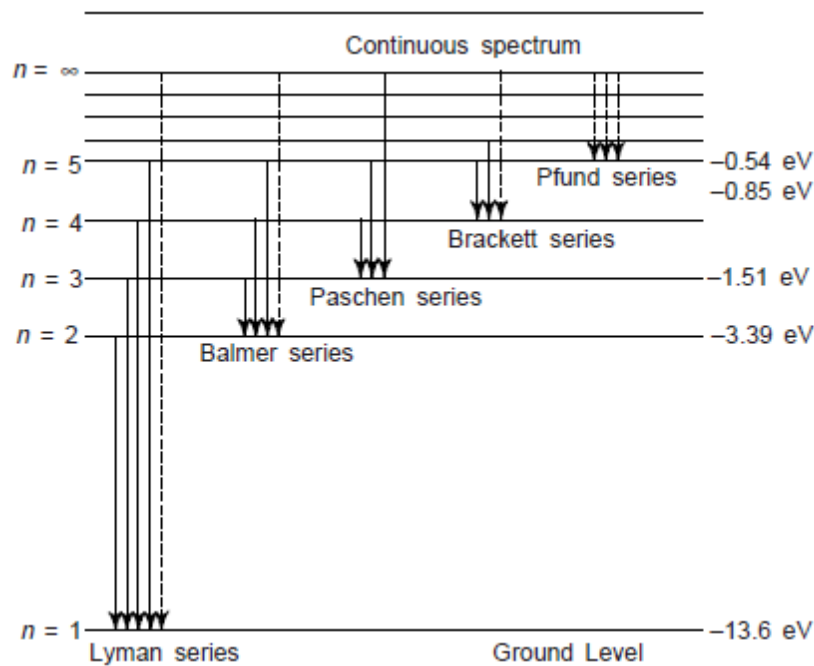 Continuous spectrum
n = ∞
n = 5
–0.54 eV
Pfund series
–0.85 eV
n = 4
Brackett series
n = 3
–1.51 eV
Paschen series
n = 2
–3.39 eV
Balmer series
n = 1
–13.6 eV
Lyman series
Ground Level